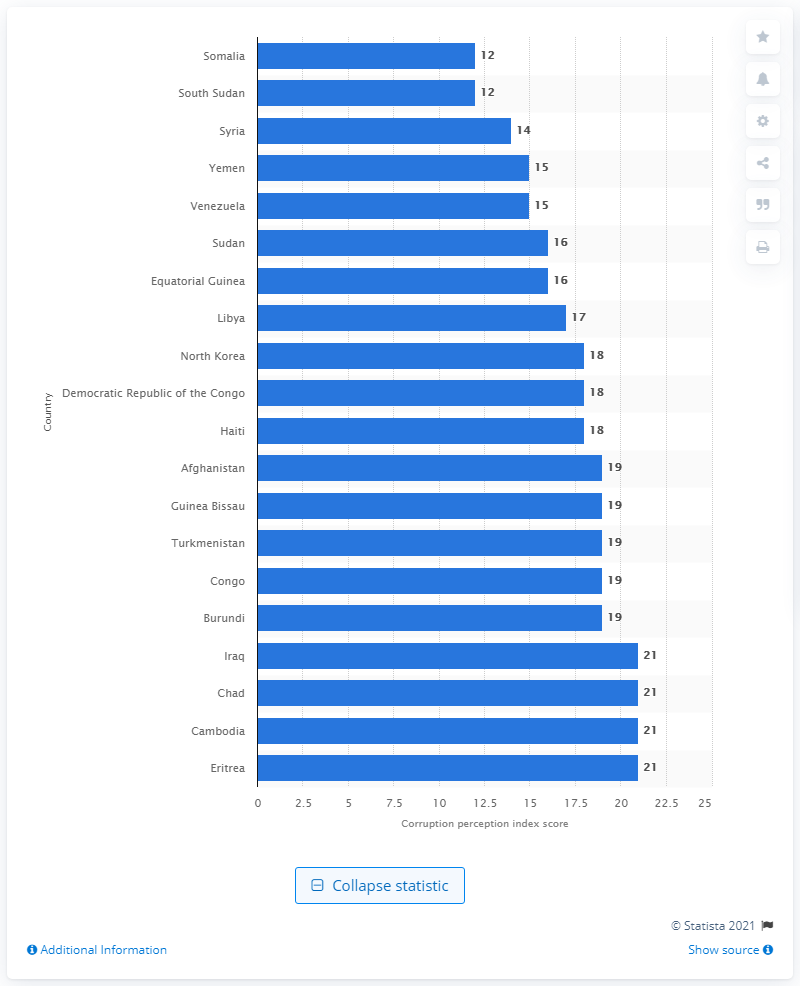 Somalia 12
South Sudan 12
Syria 14
Yemen 15
Venezuela 15
Sudan 16
Equatorial Guinea 16
Libya 17
North Korea 18
Democratic Republic of the Congo 18
Haiti 18
Afghanistan 19
Guinea Bissau 19
Turkmenistan 19
Congo 19
Burundi 19
Iraq 21
Chad 21
Cambodia 21
Eritrea 21
Country
0 2.5 5 7.5 10 12.5 15 17.5 20 22.5 25
Corruption perception index score
Collapse statistic
© Statista 2021
Additional Information
Show source